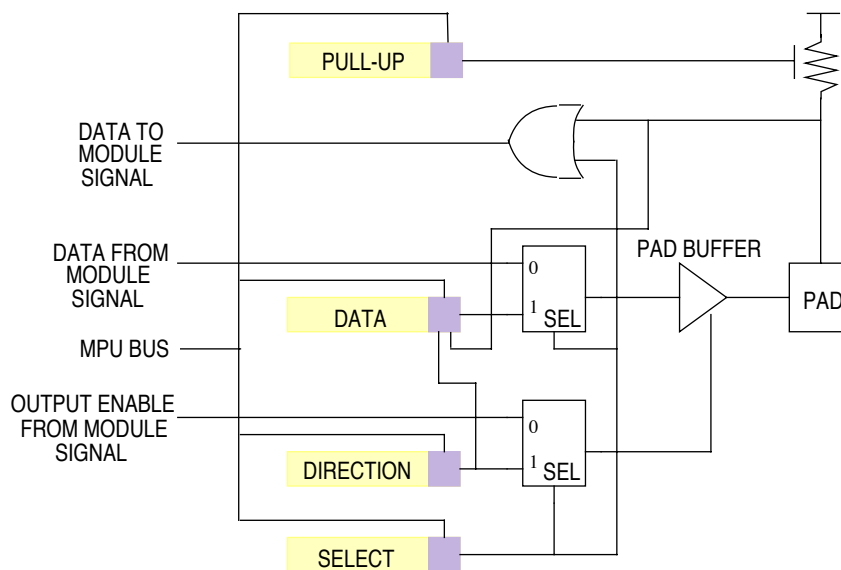 PULL-UP
DATA TO
MODULE
SIGNAL
DATA FROM
MODULE
SIGNAL
PAD BUFFER
0
1
SEL
DATA
PAD
MPU BUS
OUTPUT ENABLE
FROM MODULE
SIGNAL
0
1
SEL
DIRECTION
SELECT